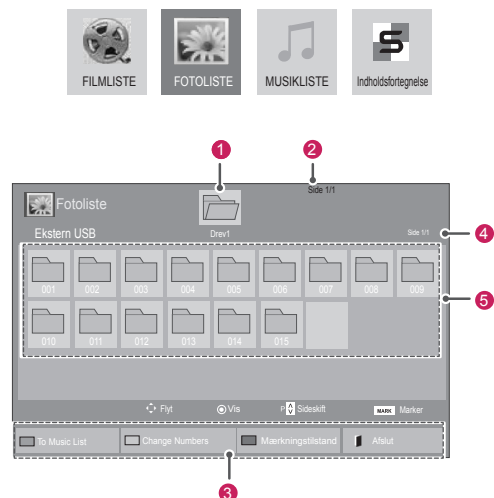 FILMLISTE FOTOLISTE MUSIKLISTE Indholdsfortegnelse
1 2
Side 1/1
Fotoliste
Ekstern USB Drev1 Side 1/1 4
001 002 003 004 005 006 007 008 009
5
010 011 012 013 014 015
Flyt Vis P Sideskift MARK Marker
To Music List Change Numbers Mærkningstilstand Afslut
3